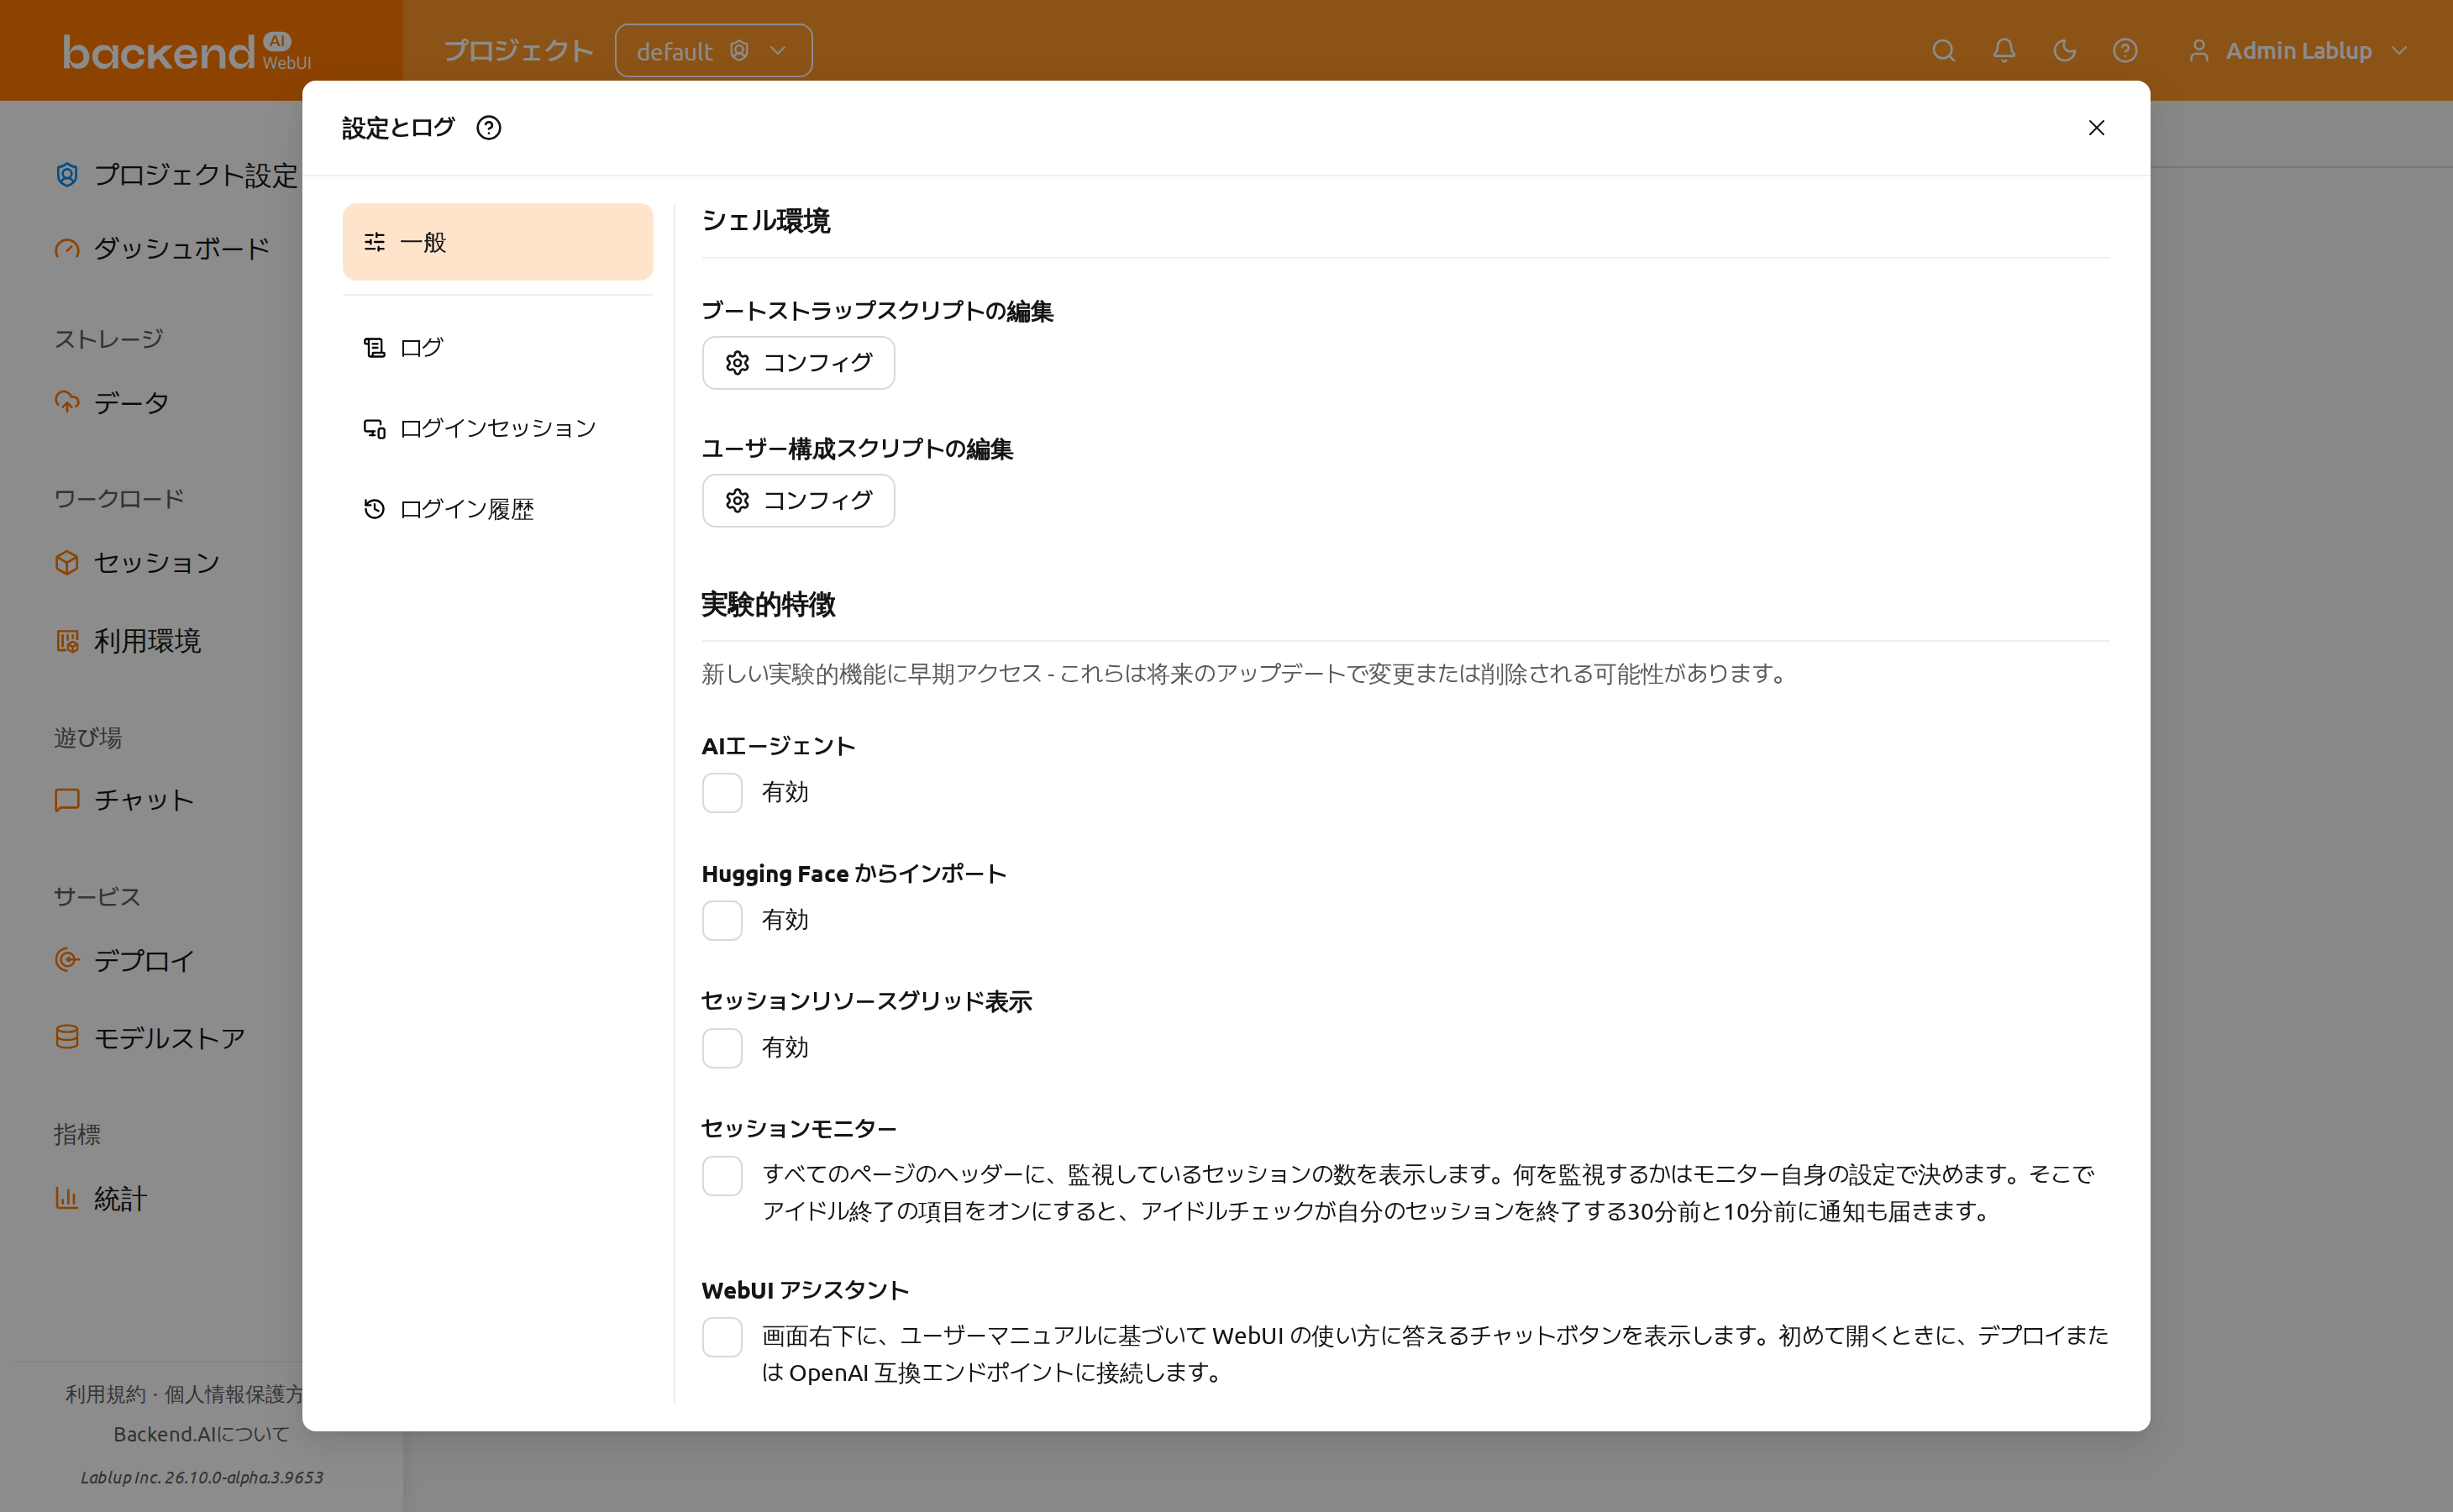 backend AI WebUI
プロジェクト default
Admin Lablup
プロジェクト設定
ダッシュボード
ストレージ
データ
ワークロード
セッション
利用環境
遊び場
チャット
サービス
デプロイ
モデルストア
指標
統計
利用規約 · 個人情報保護方
Backend.AIについて
Lablup Inc. 26.10.0-alpha.3.9653
設定とログ
一般
ログ
ログインセッション
ログイン履歴
シェル環境
ブートストラップスクリプトの編集
コンフィグ
ユーザー構成スクリプトの編集
コンフィグ
実験的特徴
新しい実験的機能に早期アクセス - これらは将来のアップデートで変更または削除される可能性があります。
AIエージェント
有効
Hugging Face からインポート
有効
セッションリソースグリッド表示
有効
セッションモニター
すべてのページのヘッダーに、監視しているセッションの数を表示します。何を監視するかはモニター自身の設定で決めます。そこで
アイドル終了の項目をオンにすると、アイドルチェックが自分のセッションを終了する30分前と10分前に通知も届きます。
WebUI アシスタント
画面右下に、ユーザーマニュアルに基づいて WebUI の使い方に答えるチャットボタンを表示します。初めて開くときに、デプロイまた
は OpenAI 互換エンドポイントに接続します。